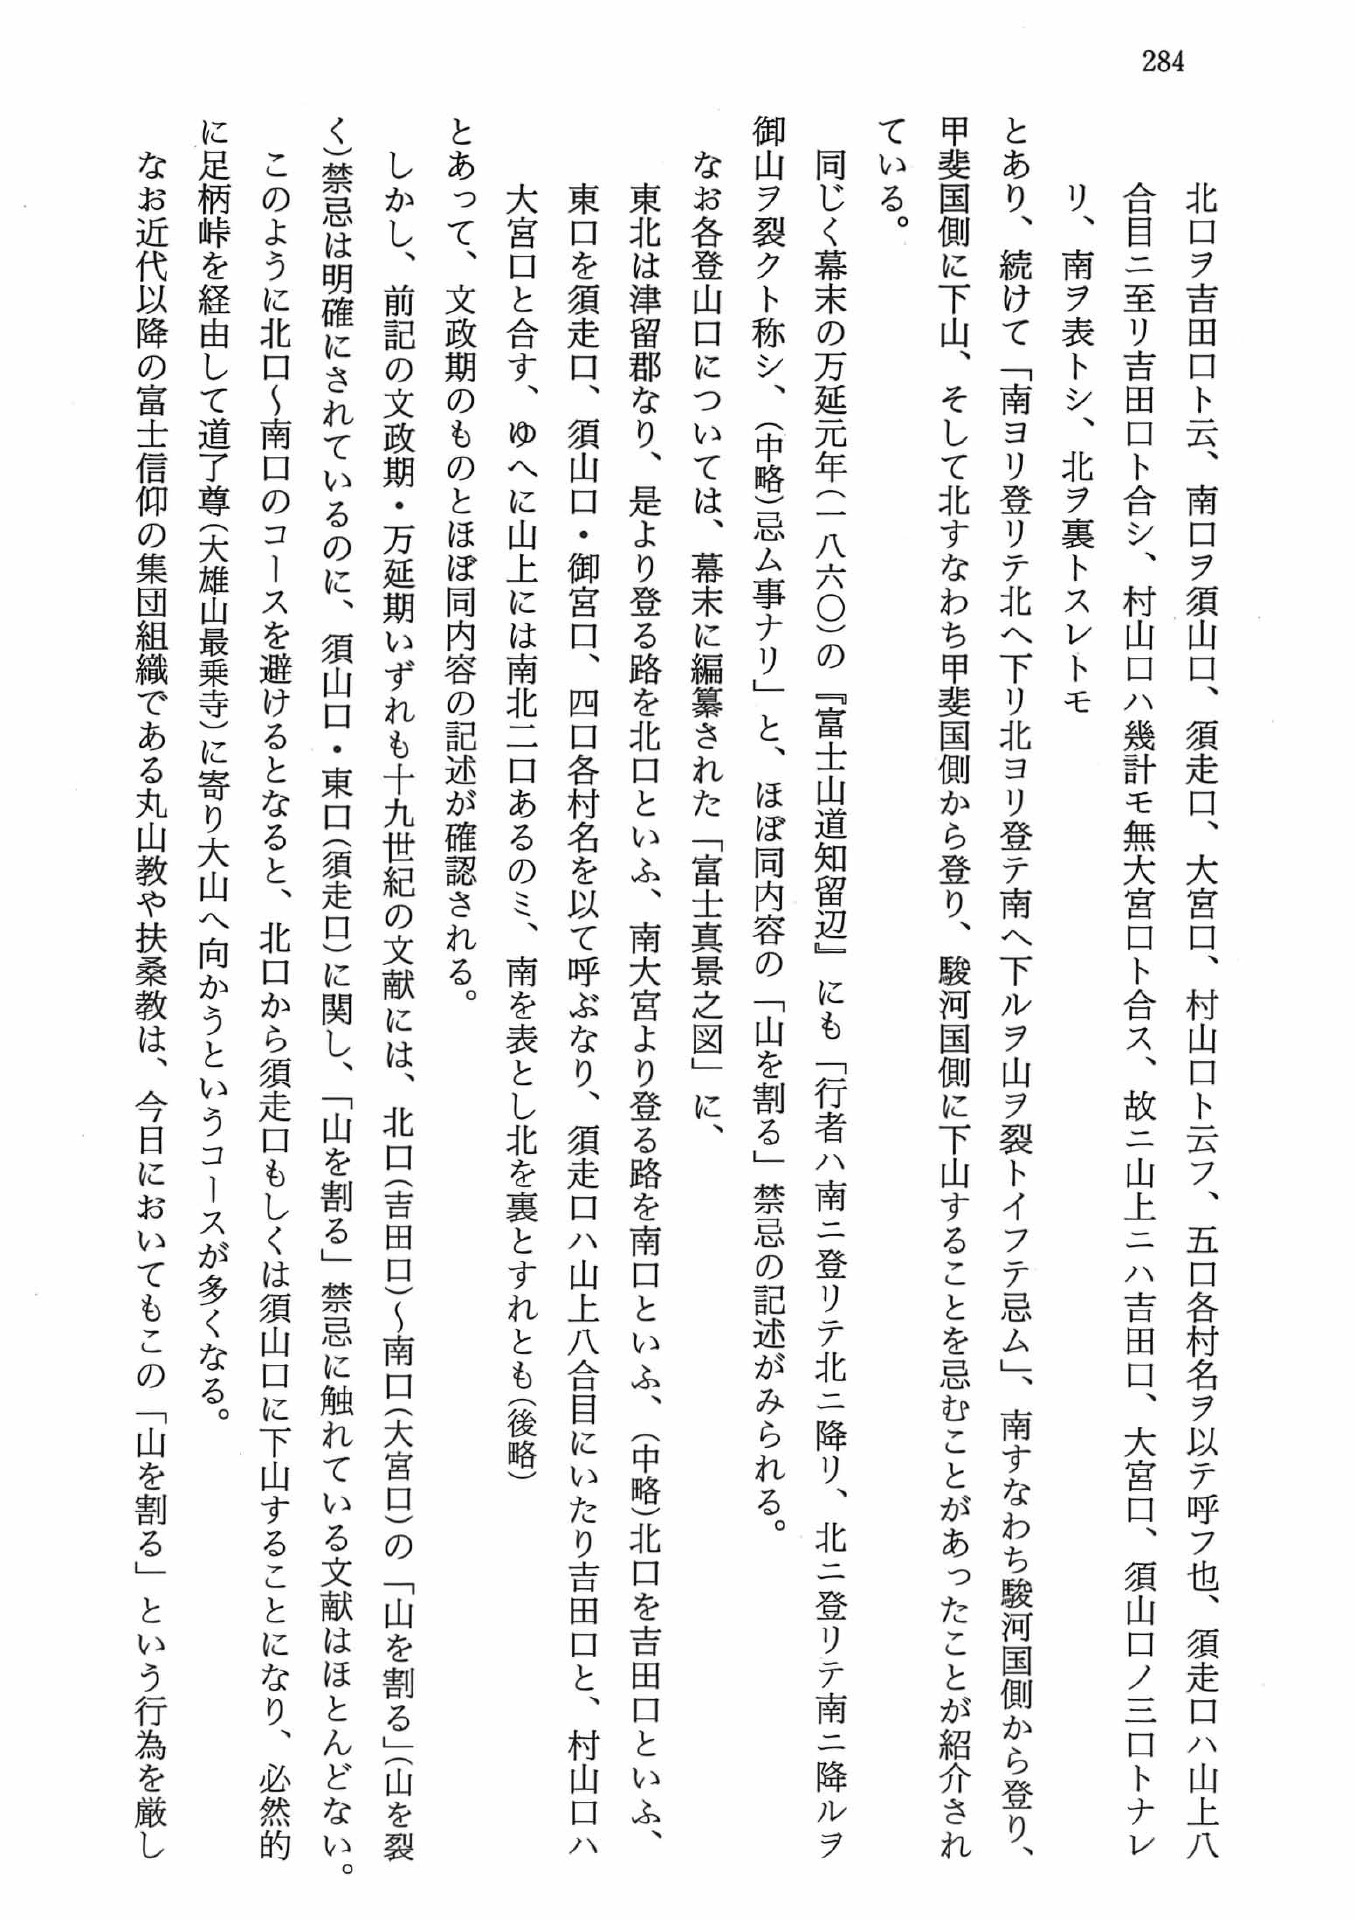 284
北口ヲ吉田口ト云、南口ヲ須山口、須走口、大宮口、村山口ト云フ、五口各村名ヲ以テ呼フ也、須走口ハ山上八
合目ニ至リ吉田口ト合シ、村山口ハ幾計モ無大宮口ト合ス、故ニ山上ニハ吉田口、大宮口、須山口ノ三口トナレ
リ、南ヲ表トシ、北ヲ裏トスレトモ
とあり、続けて「南ヨリ登リテ北へ下リ北ヨリ登テ南へ下ルヲ山ヲ裂トイフテ忌ム」、南すなわち駿河国側から登り、
甲斐国側に下山、そして北すなわち甲斐国側から登り、駿河国側に下山することを忌むことがあったことが紹介され
ている。
同じく幕末の万延元年（一八六〇）の『富士山道知留辺』にも「行者ハ南ニ登リテ北ニ降リ、北ニ登リテ南ニ降ルヲ
御山ヲ裂クト称シ、（中略）忌ム事ナリ」と、ほぼ同内容の「山を割る」禁忌の記述がみられる。
なお各登山口については、幕末に編纂された「富士真景之図」に、
東北は津留郡なり、是より登る路を北口といふ、南大宮より登る路を南口といふ、（中略）北口を吉田口といふ、
東口を須走口、須山口・御宮口、四口各村名を以て呼ぶなり、須走口ハ山上八合目にいたり吉田口と、村山口ハ
大宮口と合す、ゆへに山上には南北二口あるのミ、南を表とし北を裏とすれとも（後略）
とあって、文政期のものとほぼ同内容の記述が確認される。
しかし、前記の文政期・万延期いずれも十九世紀の文献には、北口（吉田口）〜南口（大宮口）の「山を割る」（山を裂
く）禁忌は明確にされているのに、須山口・東口（須走口）に関し、「山を割る」禁忌に触れている文献はほとんどない。
このように北口〜南口のコースを避けるとなると、北口から須走口もしくは須山口に下山することになり、必然的
に足柄峠を経由して道了尊（大雄山最乗寺）に寄り大山へ向かうというコースが多くなる。
なお近代以降の富士信仰の集団組織である丸山教や扶桑教は、今日においてもこの「山を割る」という行為を厳し